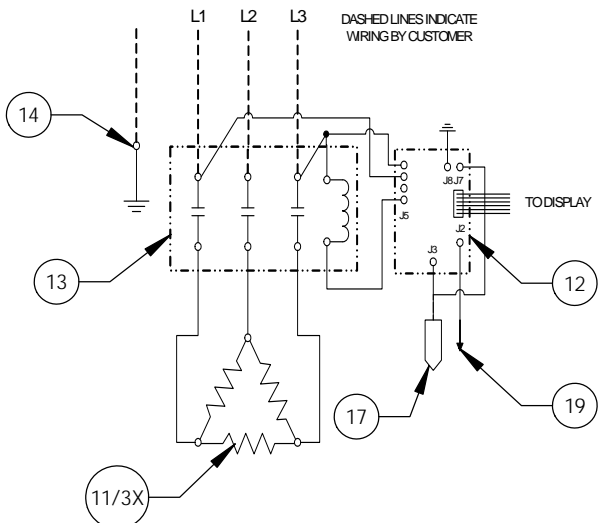 L1 L2 L3 DASHED LINES INDICATE
WIRING BY CUSTOMER
14
J8 J7
TO DISPLAY
J5
J2
J3
13
12
17
19
11/3X